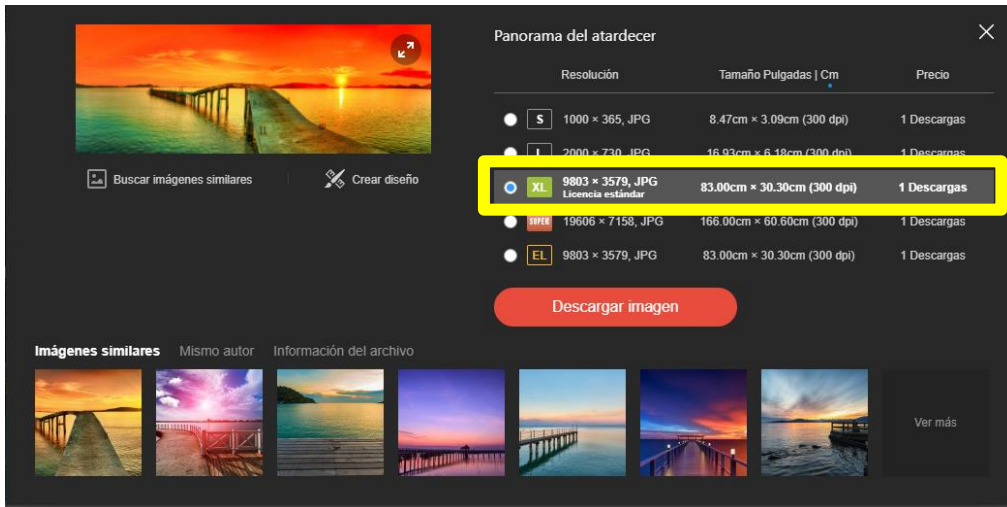 Panorama del atardecer
Resolución Tamaño Pulgadas | Cm Precio
S 1000 × 365, JPG 8.47cm × 3.09cm (300 dpi) 1 Descargas
L 2000 × 730, JPG 16.93cm × 6.18cm (300 dpi) 1 Descargas
XL 9803 × 3579, JPG 83.00cm × 30.30cm (300 dpi) 1 Descargas
Licencia estándar
SUPER 19606 × 7158, JPG 166.00cm × 60.60cm (300 dpi) 1 Descargas
EL 9803 × 3579, JPG 83.00cm × 30.30cm (300 dpi) 1 Descargas
Descargar imagen
Buscar imágenes similares Crear diseño
Imágenes similares Mismo autor Información del archivo
Ver más